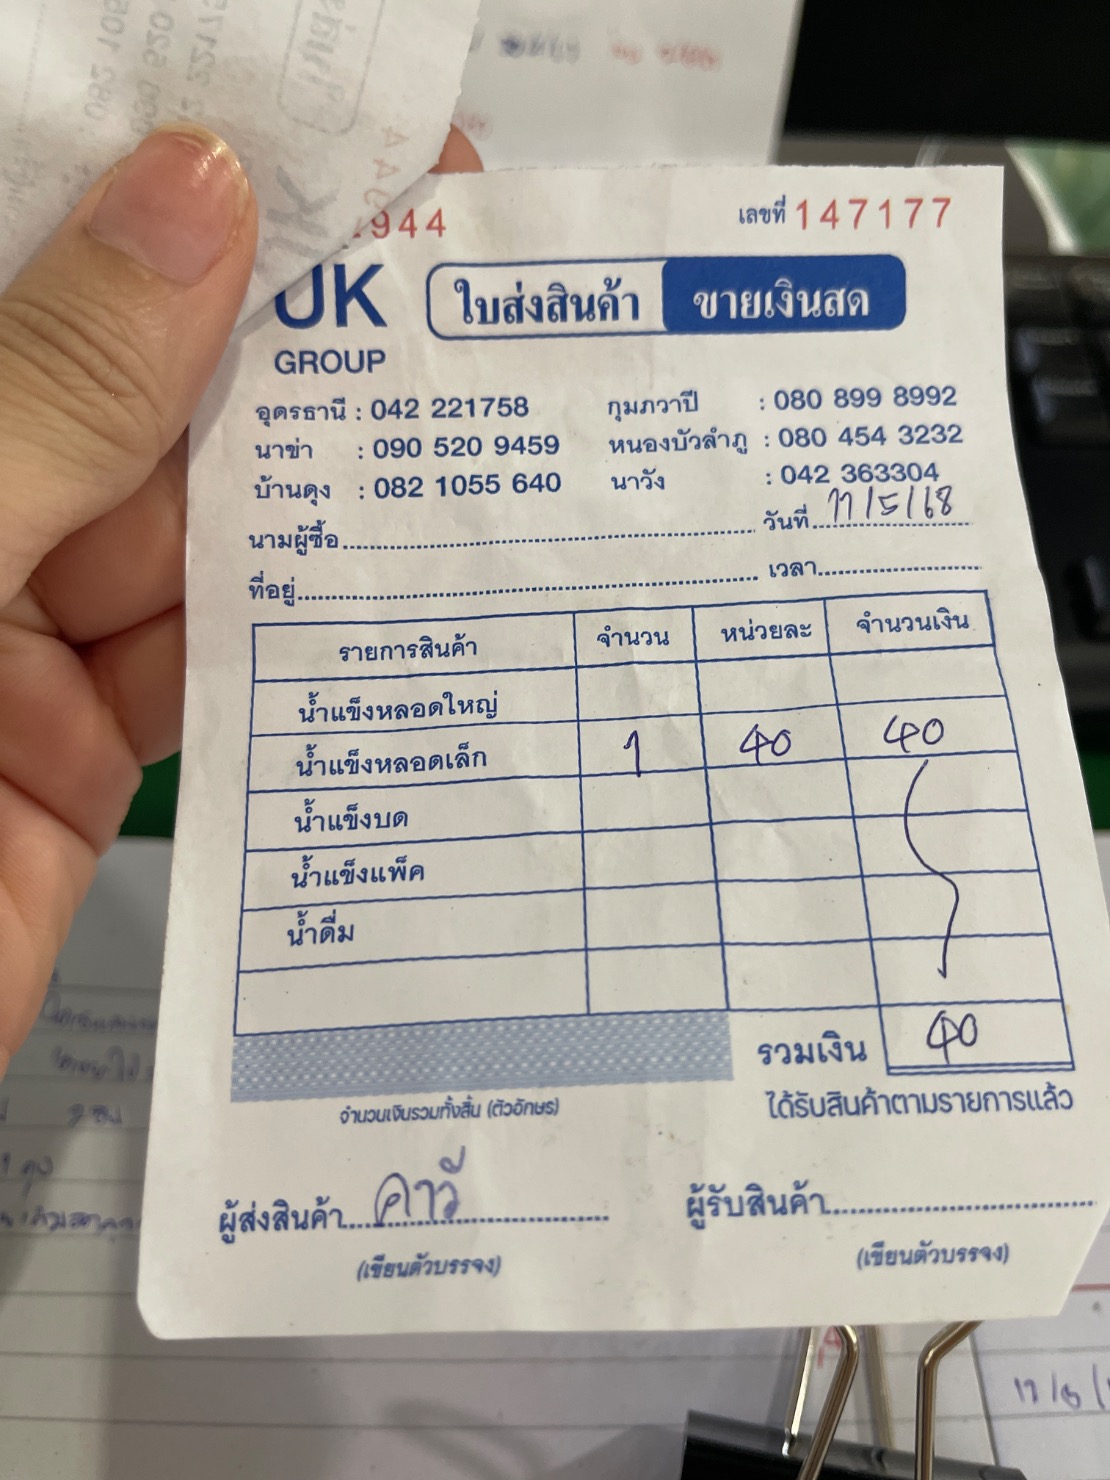 944 เลขที่ 147177
UK ใบส่งสินค้า ขายเงินสด
GROUP
อุดรธานี : 042 221758 กุมภวาปี : 080 899 8992
นาข่า : 090 520 9459 หนองบัวลำภู : 080 454 3232
บ้านดุง : 082 1055 640 นาวัง : 042 363304
นามผู้ซื้อ วันที่ 11/5/68
ที่อยู่ เวลา
รายการสินค้า จำนวน หน่วยละ จำนวนเงิน
น้ำแข็งหลอดใหญ่
น้ำแข็งหลอดเล็ก 1 40 40
น้ำแข็งบด
น้ำแข็งแพ็ค
น้ำดื่ม
รวมเงิน 40
จำนวนเงินรวมทั้งสิ้น (ตัวอักษร) ได้รับสินค้าตามรายการแล้ว
ผู้ส่งสินค้า ผู้รับสินค้า
(เขียนตัวบรรจง) (เขียนตัวบรรจง)